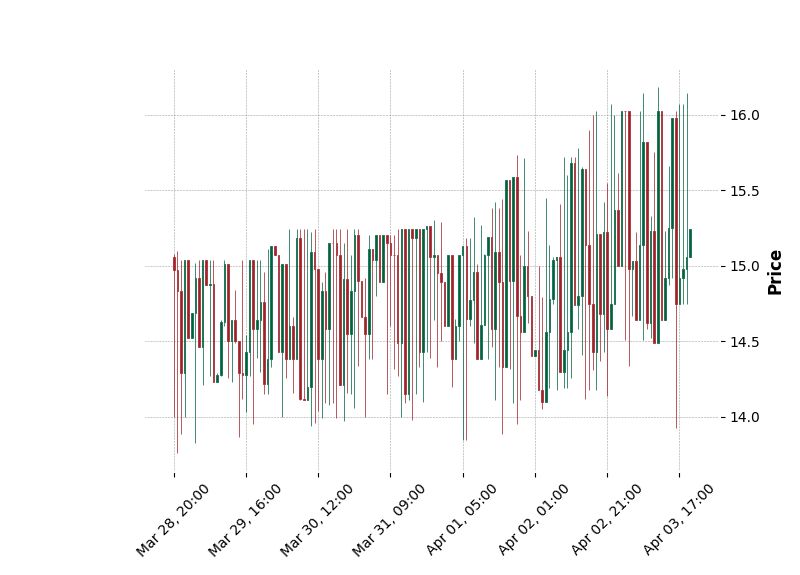 16.0
15.5
15.0
14.5
14.0
Price
Mar 28, 20:00
Mar 29, 16:00
Mar 30, 12:00
Mar 31, 09:00
Apr 01, 05:00
Apr 02, 01:00
Apr 02, 21:00
Apr 03, 17:00